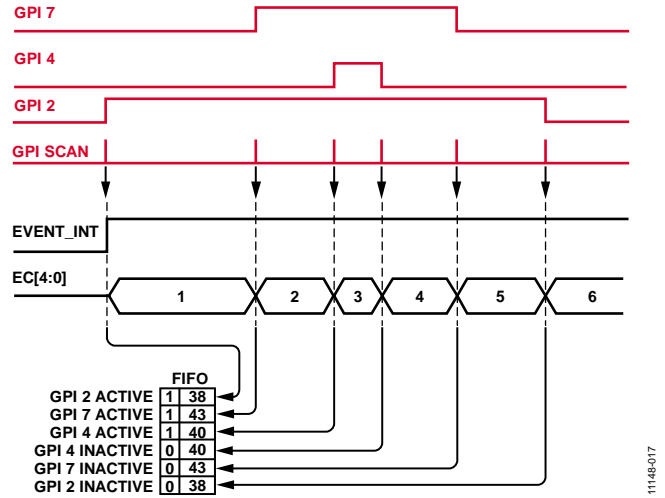 GPI 7
GPI 4
GPI 2
GPI SCAN
EVENT_INT
EC[4:0]
1 2 3 4 5 6
FIFO
GPI 2 ACTIVE 1 38
GPI 7 ACTIVE 1 43
GPI 4 ACTIVE 1 40
GPI 4 INACTIVE 0 40
GPI 7 INACTIVE 0 43
GPI 2 INACTIVE 0 38
11148-017